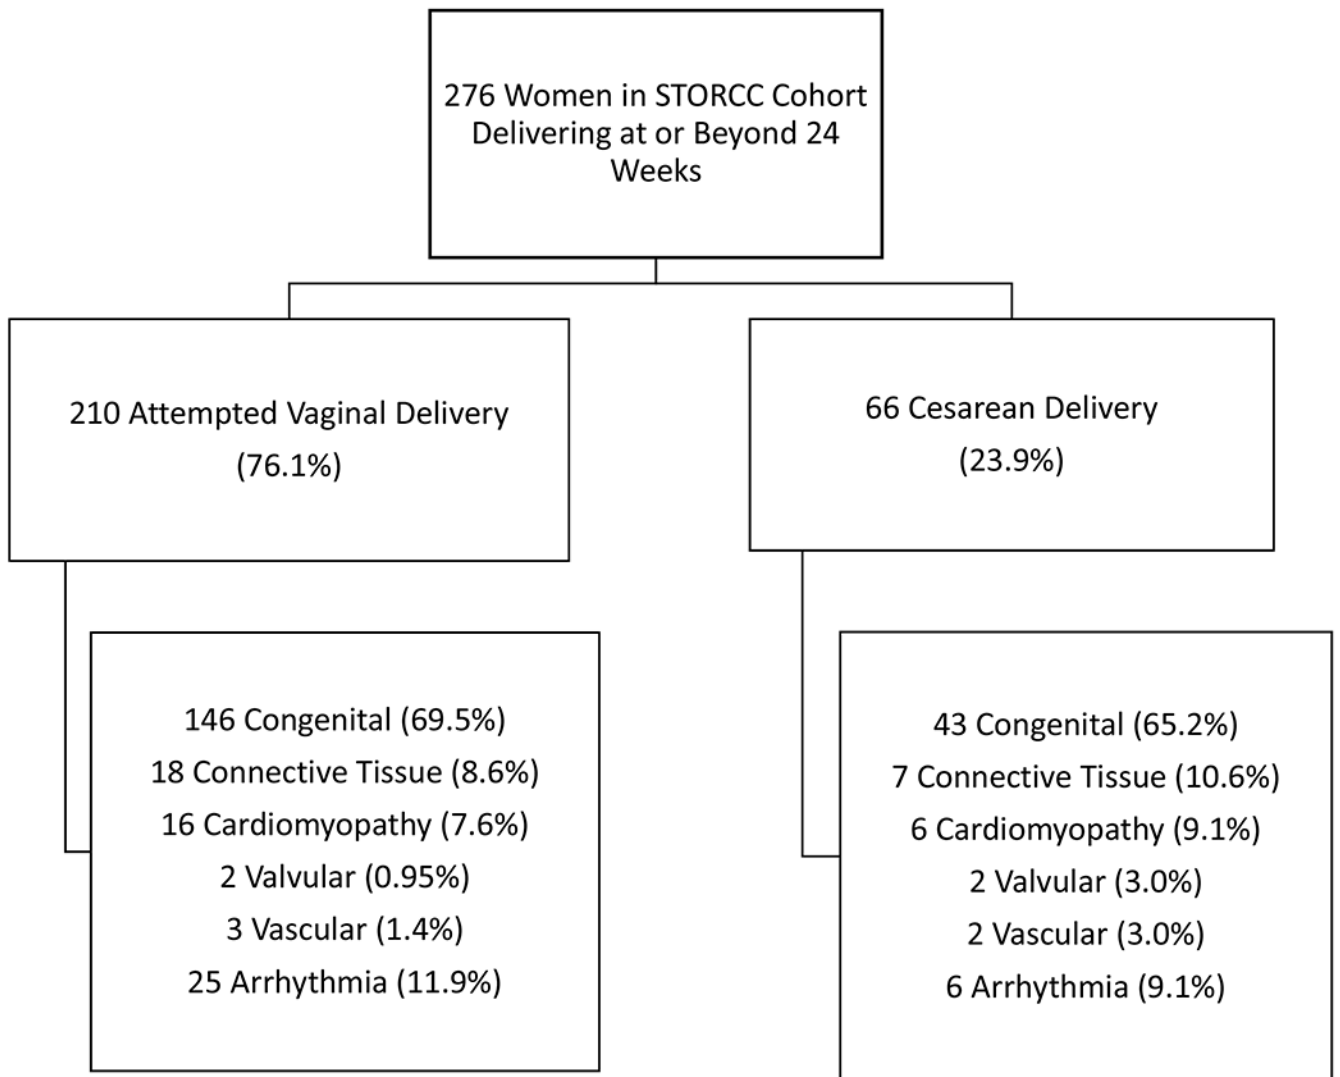 276 Women in STORCC Cohort
Delivering at or Beyond 24
Weeks
210 Attempted Vaginal Delivery
(76.1%)
66 Cesarean Delivery
(23.9%)
146 Congenital (69.5%)
18 Connective Tissue (8.6%)
16 Cardiomyopathy (7.6%)
2 Valvular (0.95%)
3 Vascular (1.4%)
25 Arrhythmia (11.9%)
43 Congenital (65.2%)
7 Connective Tissue (10.6%)
6 Cardiomyopathy (9.1%)
2 Valvular (3.0%)
2 Vascular (3.0%)
6 Arrhythmia (9.1%)